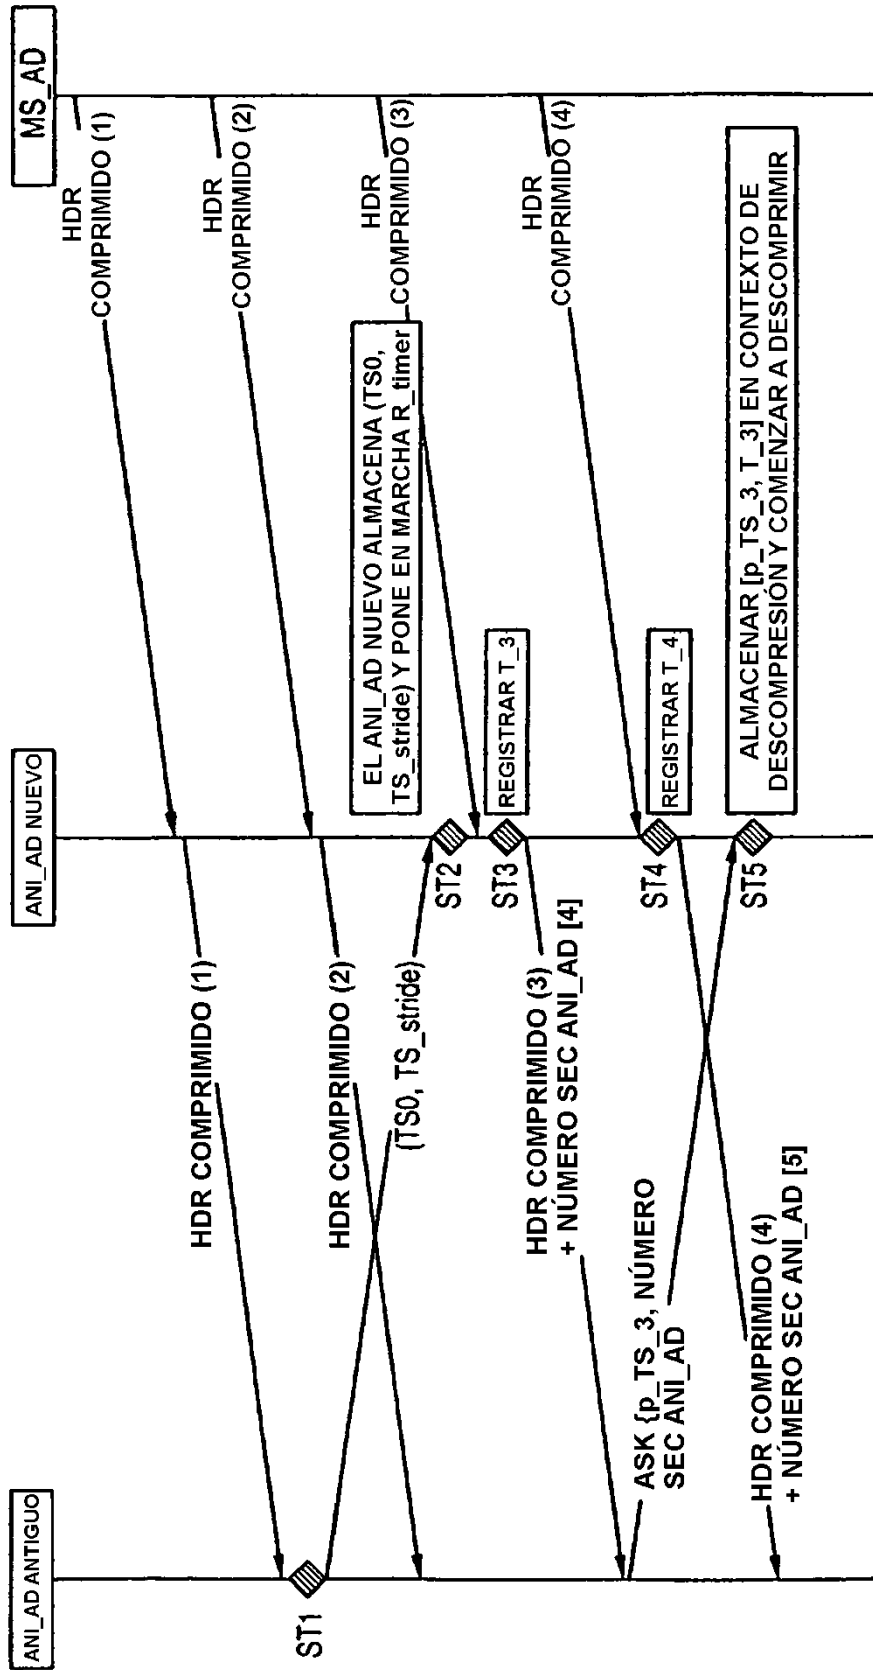 ANI_AD ANTIGUO
ANI_AD NUEVO
MS_AD
HDR
COMPRIMIDO (1)
HDR COMPRIMIDO (1)
HDR
COMPRIMIDO (2)
ST1
HDR COMPRIMIDO (2)
(TS0, TS_stride)
EL ANI_AD NUEVO ALMACENA (TS0,
TS_stride) Y PONE EN MARCHA R_timer
HDR
COMPRIMIDO (3)
ST2
ST3
REGISTRAR T_3
HDR COMPRIMIDO (3)
+ NÚMERO SEC ANI_AD [4]
HDR
COMPRIMIDO (4)
ST4
REGISTRAR T_4
ASK {p_TS_3, NÚMERO
SEC ANI_AD
ST5
ALMACENAR [p_TS_3, T_3] EN CONTEXTO DE
DESCOMPRESIÓN Y COMENZAR A DESCOMPRIMIR
HDR COMPRIMIDO (4)
+ NÚMERO SEC ANI_AD [5]